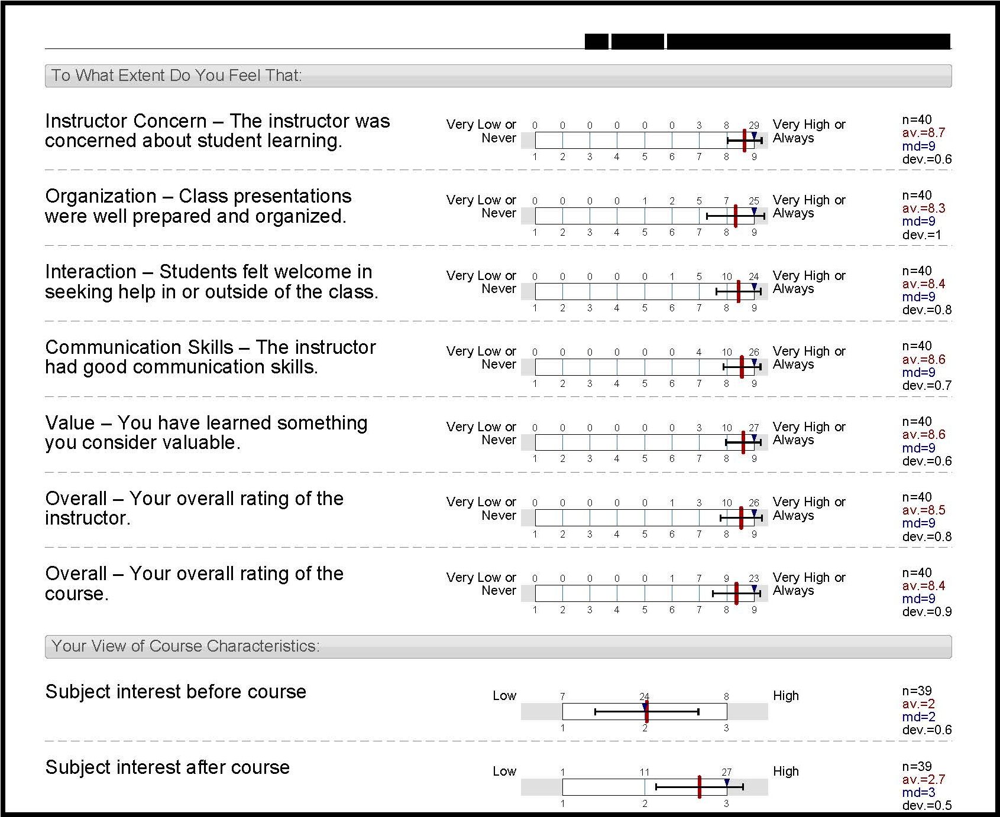 To What Extent Do You Feel That:
Instructor Concern – The instructor was
concerned about student learning.
Very Low or
Never
0 0 0 0 0 0 3 8 29
1 2 3 4 5 6 7 8 9
Very High or
Always
n=40
av.=8.7
md=9
dev.=0.6
Organization – Class presentations
were well prepared and organized.
Very Low or
Never
0 0 0 0 1 2 5 7 25
1 2 3 4 5 6 7 8 9
Very High or
Always
n=40
av.=8.3
md=9
dev.=1
Interaction – Students felt welcome in
seeking help in or outside of the class.
Very Low or
Never
0 0 0 0 0 1 5 10 24
1 2 3 4 5 6 7 8 9
Very High or
Always
n=40
av.=8.4
md=9
dev.=0.8
Communication Skills – The instructor
had good communication skills.
Very Low or
Never
0 0 0 0 0 0 4 10 26
1 2 3 4 5 6 7 8 9
Very High or
Always
n=40
av.=8.6
md=9
dev.=0.7
Value – You have learned something
you consider valuable.
Very Low or
Never
0 0 0 0 0 0 3 10 27
1 2 3 4 5 6 7 8 9
Very High or
Always
n=40
av.=8.6
md=9
dev.=0.6
Overall – Your overall rating of the
instructor.
Very Low or
Never
0 0 0 0 0 1 3 10 26
1 2 3 4 5 6 7 8 9
Very High or
Always
n=40
av.=8.5
md=9
dev.=0.8
Overall – Your overall rating of the
course.
Very Low or
Never
0 0 0 0 0 1 7 9 23
1 2 3 4 5 6 7 8 9
Very High or
Always
n=40
av.=8.4
md=9
dev.=0.9
Your View of Course Characteristics:
Subject interest before course
Low
7 24 8
1 2 3
High
n=39
av.=2
md=2
dev.=0.6
Subject interest after course
Low
1 11 27
1 2 3
High
n=39
av.=2.7
md=3
dev.=0.5